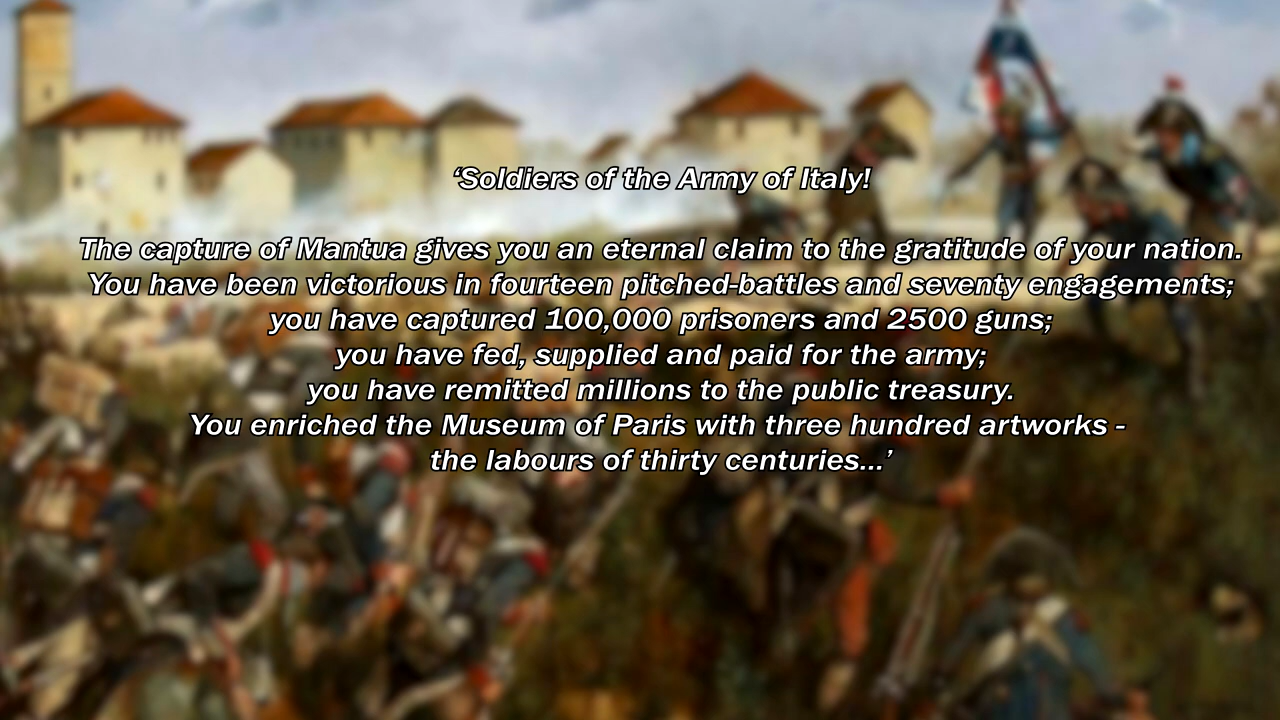 ‘Soldiers of the Army of Italy!
The capture of Mantua gives you an eternal claim to the gratitude of your nation.
You have been victorious in fourteen pitched-battles and seventy engagements;
you have captured 100,000 prisoners and 2500 guns;
you have fed, supplied and paid for the army;
you have remitted millions to the public treasury.
You enriched the Museum of Paris with three hundred artworks -
the labours of thirty centuries...’